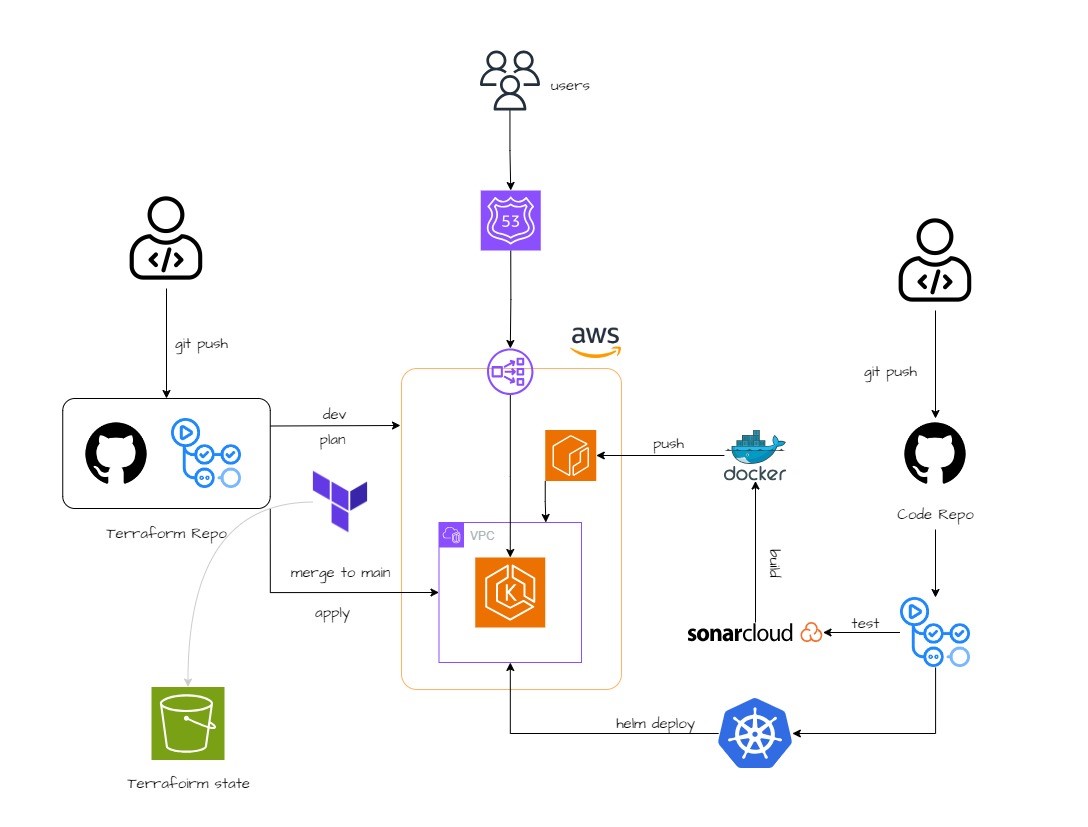 users
53
aws
git push
git push
dev
plan
push
docker
Terraform Repo
Code Repo
VPC
build
merge to main
apply
K
sonarcloud
test
helm deploy
Terrafoirm state